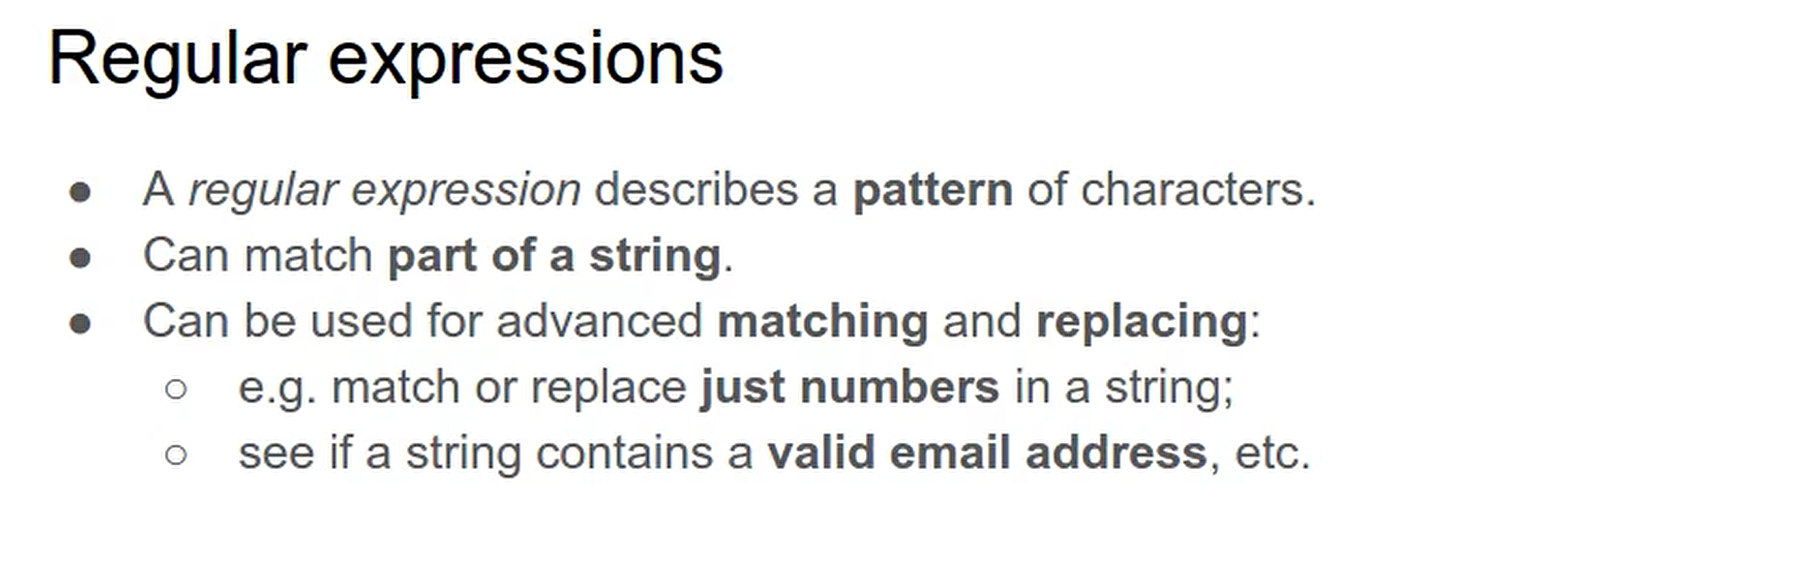 Regular expressions
● A regular expression describes a pattern of characters.
● Can match part of a string.
● Can be used for advanced matching and replacing:
○ e.g. match or replace just numbers in a string;
○ see if a string contains a valid email address, etc.